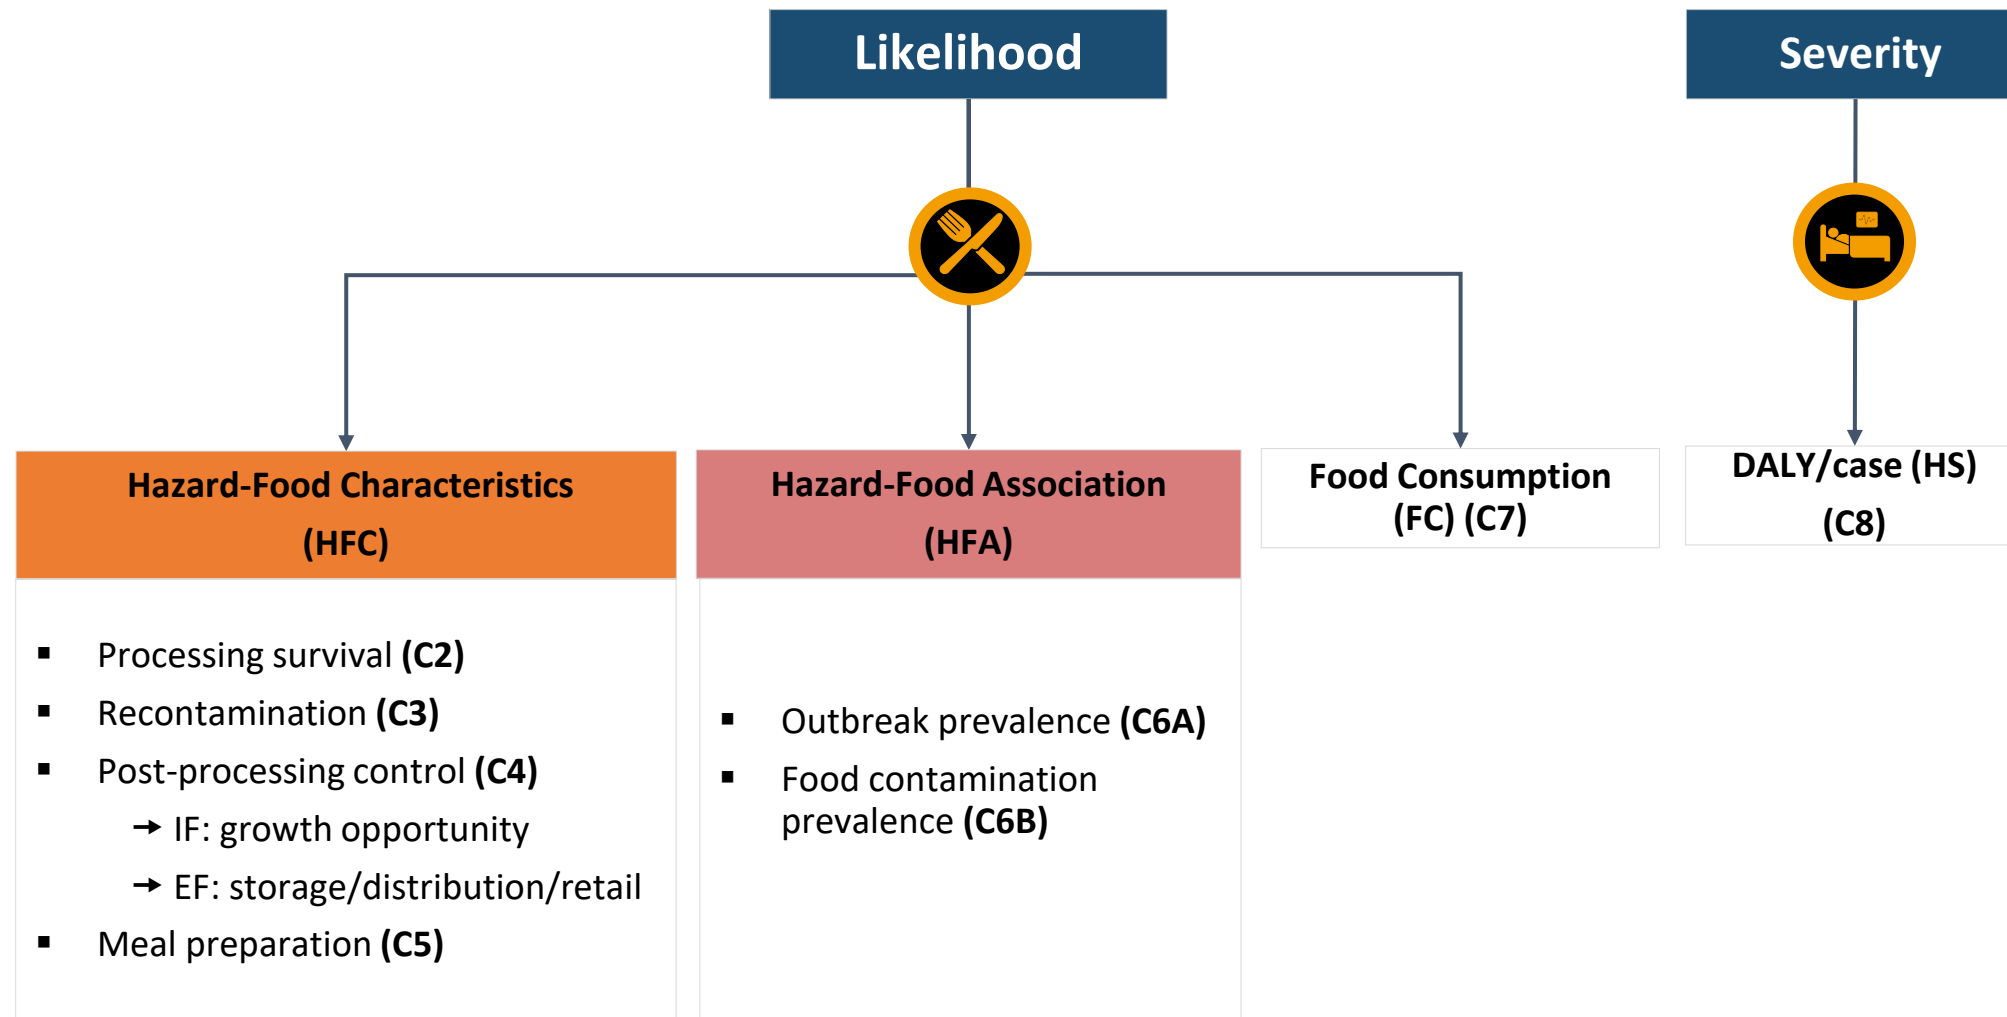 Likelihood
Severity
Hazard-Food Characteristics
(HFC)
▪ Processing survival (C2)
▪ Recontamination (C3)
▪ Post-processing control (C4)
→ IF: growth opportunity
→ EF: storage/distribution/retail
▪ Meal preparation (C5)
Hazard-Food Association
(HFA)
▪ Outbreak prevalence (C6A)
▪ Food contamination
prevalence (C6B)
Food Consumption
(FC) (C7)
DALY/case (HS)
(C8)